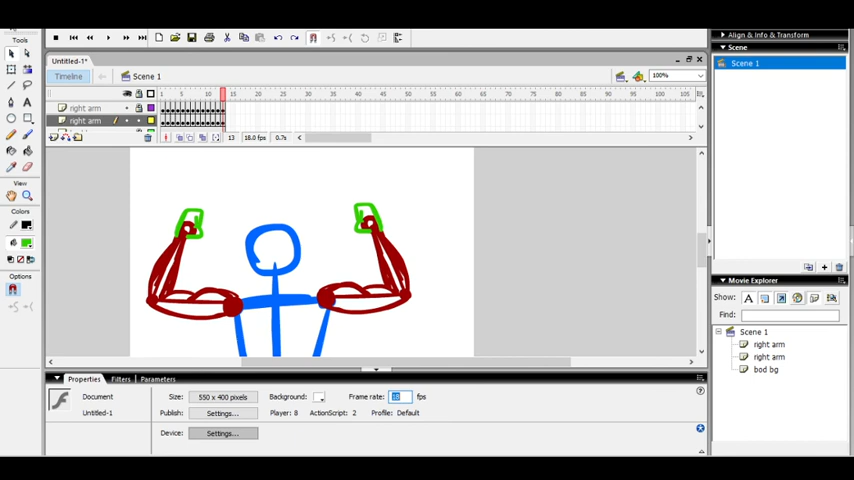 Tools
Align & Info & Transform
Scene
Untitled-1*
Scene 1
Timeline
Scene 1
100%
1 5 10 15 20 25 30 35 40 45 50 55 60 65 70 75 80 85 90 95 100 105
right arm
right arm
13 18.0 fps 0.7s
View
Colors
Options
Movie Explorer
Show:
Find:
Scene 1
right arm
right arm
bod bg
Properties Filters Parameters
Document
Untitled-1
Size: 550 x 400 pixels
Background:
Frame rate: 18 fps
Publish: Settings...
Player: 8
ActionScript: 2
Profile: Default
Device: Settings...